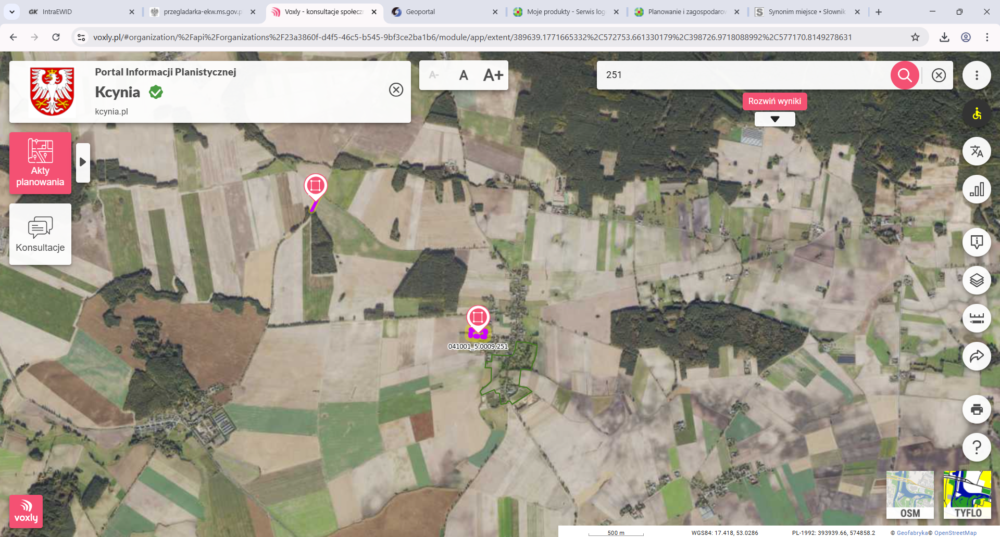 IntraEWID
przegladarka-ekw.ms.gov.p
Voxly - konsultacje społeczn
Geoportal
Moje produkty - Serwis log
Planowanie i zagospodarow
Synonim miejsce • Słownik
voxly.pl/#organization/%2Fapi%2Forganizations%2F23a3860f-d4f5-46c5-b545-9bf3ce2ba1b6/module/app/extent/389639.1771665332%2C572753.661330179%2C398726.9718088992%2C577170.8149278631
Portal Informacji Planistycznej
Kcynia
kcynia.pl
A- A A+
251
Rozwiń wyniki
Akty
planowania
Konsultacje
041001_5.0009.251
OSM
TYFLO
voxly
500 m
WGS84: 17.418, 53.0286
PL-1992: 393939.66, 574858.2
© Geofabryka© OpenStreetMap